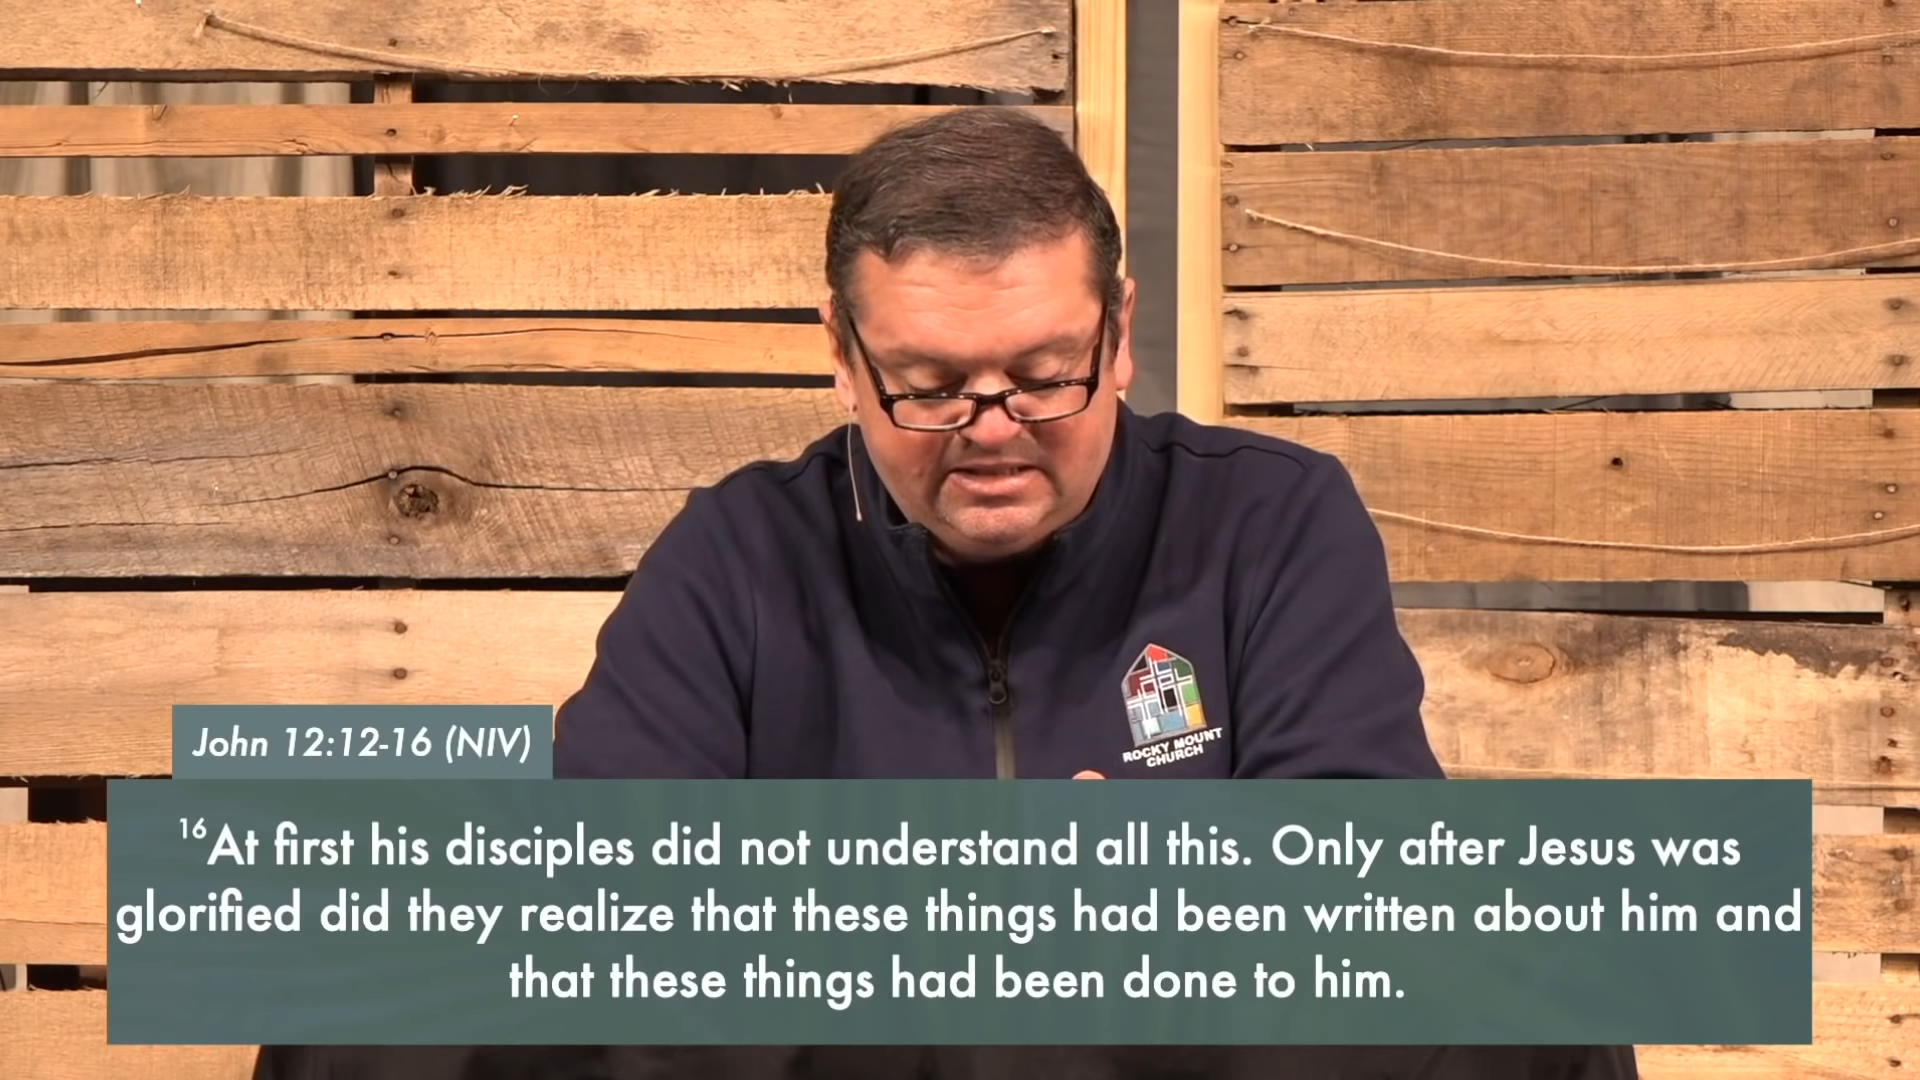 ROCKY MOUNT
CHURCH
John 12:12-16 (NIV)
16At first his disciples did not understand all this. Only after Jesus was
glorified did they realize that these things had been written about him and
that these things had been done to him.